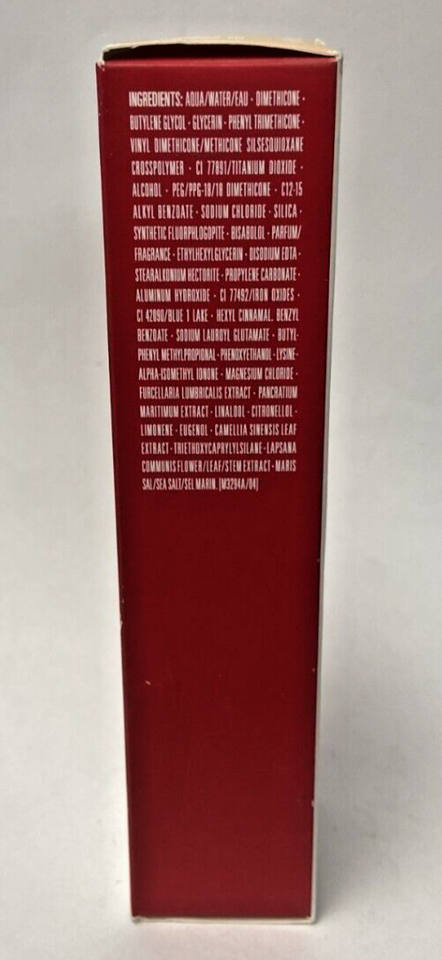 INGREDIENTS: AQUA/WATER/EAU • DIMETHICONE •
BUTYLENE GLYCOL • GLYCERIN • PHENYL TRIMETHICONE •
VINYL DIMETHICONE/METHICONE SILSESQUIOXANE
CROSSPOLYMER • CI 77891/TITANIUM DIOXIDE •
ALCOHOL • PEG/PPG-18/18 DIMETHICONE • C12-15
ALKYL BENZOATE • SODIUM CHLORIDE • SILICA •
SYNTHETIC FLUORPHLOGOPITE • BISABOLOL • PARFUM/
FRAGRANCE • ETHYLHEXYLGLYCERIN • DISODIUM EDTA •
STEARALKONIUM HECTORITE • PROPYLENE CARBONATE •
ALUMINUM HYDROXIDE • CI 77492/IRON OXIDES •
CI 42090/BLUE 1 LAKE • HEXYL CINNAMAL. BENZYL
BENZOATE • SODIUM LAUROYL GLUTAMATE • BUTYL-
PHENYL METHYLPROPIONAL • PHENOXYETHANOL • LYSINE •
ALPHA-ISOMETHYL IONONE • MAGNESIUM CHLORIDE •
FURCELLARIA LUMBRICALIS EXTRACT • PANCRATIUM
MARITIMUM EXTRACT • LINALOOL • CITRONELLOL •
LIMONENE • EUGENOL • CAMELLIA SINENSIS LEAF
EXTRACT • TRIETHOXYCAPRYLYLSILANE • LAPSANA
COMMUNIS FLOWER/LEAF/STEM EXTRACT • MARIS
SAL/SEA SALT/SEL MARIN. [M3294A/04]